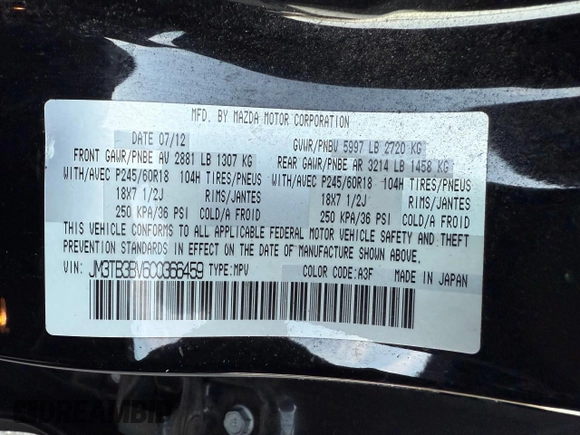 MFD. BY MAZDA MOTOR CORPORATION
DATE 07/12 GVWR/PNBV 5997 LB 2720 KG
FRONT GAWR/PNBE AV 2881 LB 1307 KG REAR GAWR/PNBE AR 3214 LB 1458 KG
WITH/AVEC P245/60R18 104H TIRES/PNEUS WITH/AVEC P245/60R18 104H TIRES/PNEUS
18X7 1/2J RIMS/JANTES 18X7 1/2J RIMS/JANTES
250 KPA/36 PSI COLD/A FROID 250 KPA/36 PSI COLD/A FROID
THIS VEHICLE CONFORMS TO ALL APPLICABLE FEDERAL MOTOR VEHICLE SAFETY AND THEFT
PREVENTION STANDARDS IN EFFECT ON THE DATE OF MANUFACTURE SHOWN ABOVE.
VIN: JM3TB3BV6C0366459 TYPE: MPV COLOR CODE: A3F MADE IN JAPAN
DREAMBID